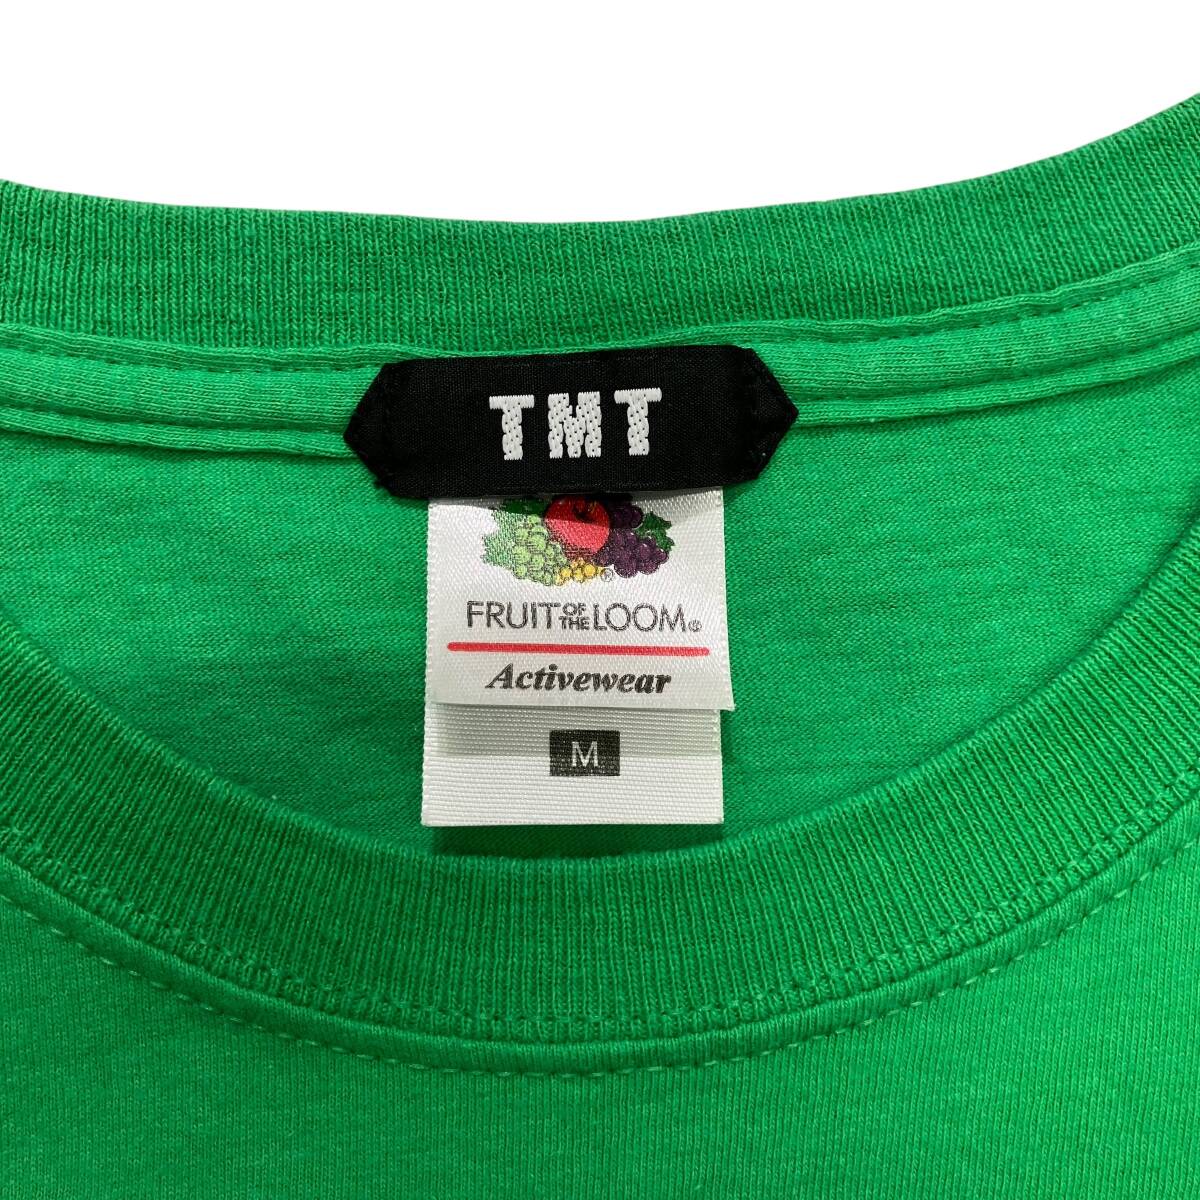 TMT
®
FRUIT OF THE LOOM®
Activewear
M